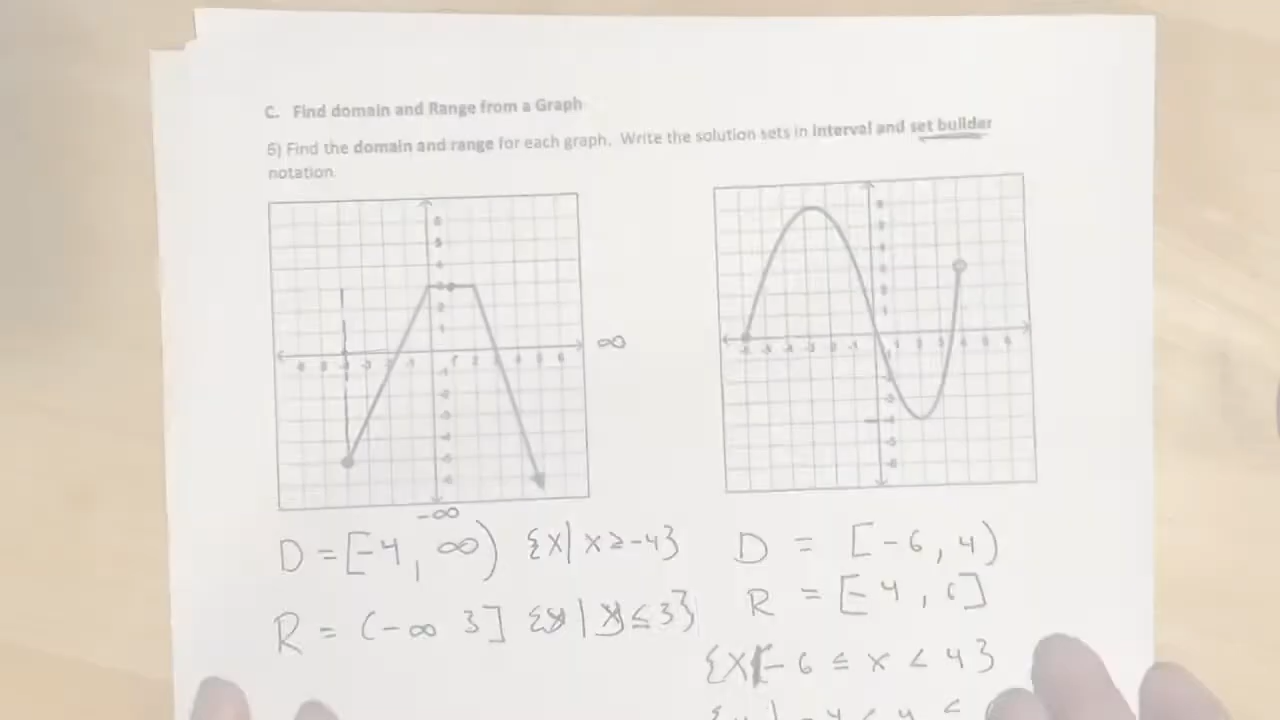 C. Find domain and Range from a Graph
6) Find the domain and range for each graph. Write the solution sets in interval and set builder
notation.
∞
-∞
D = [-4, ∞) {x| x ≥ -4}
R = (-∞ 3] {y | y ≤ 3}
D = [-6, 4)
R = [-4, 6]
{x|-6 ≤ x < 4}